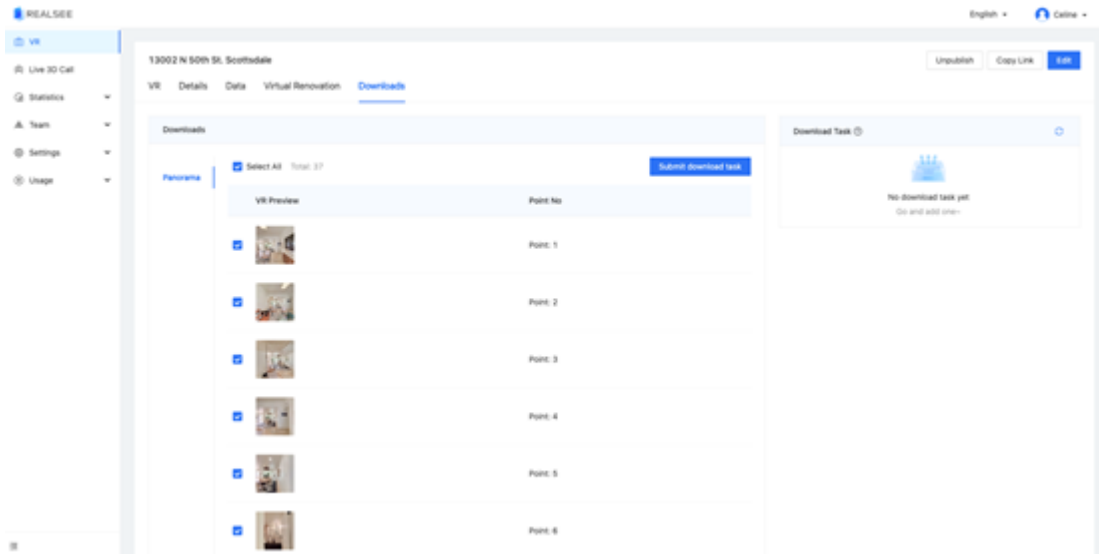 REALSEE
English
Celine
VR
Live 3D Call
Statistics
Team
Settings
Usage
13002 N 50th St, Scottsdale
Unpublish
Copy Link
Edit
VR Details Data Virtual Renovation Downloads
Downloads
Panorama
Select All Total: 37
Submit download task
VR Preview Point No
Point: 1
Point: 2
Point: 3
Point: 4
Point: 5
Point: 6
Download Task
No download task yet
Go and add one~